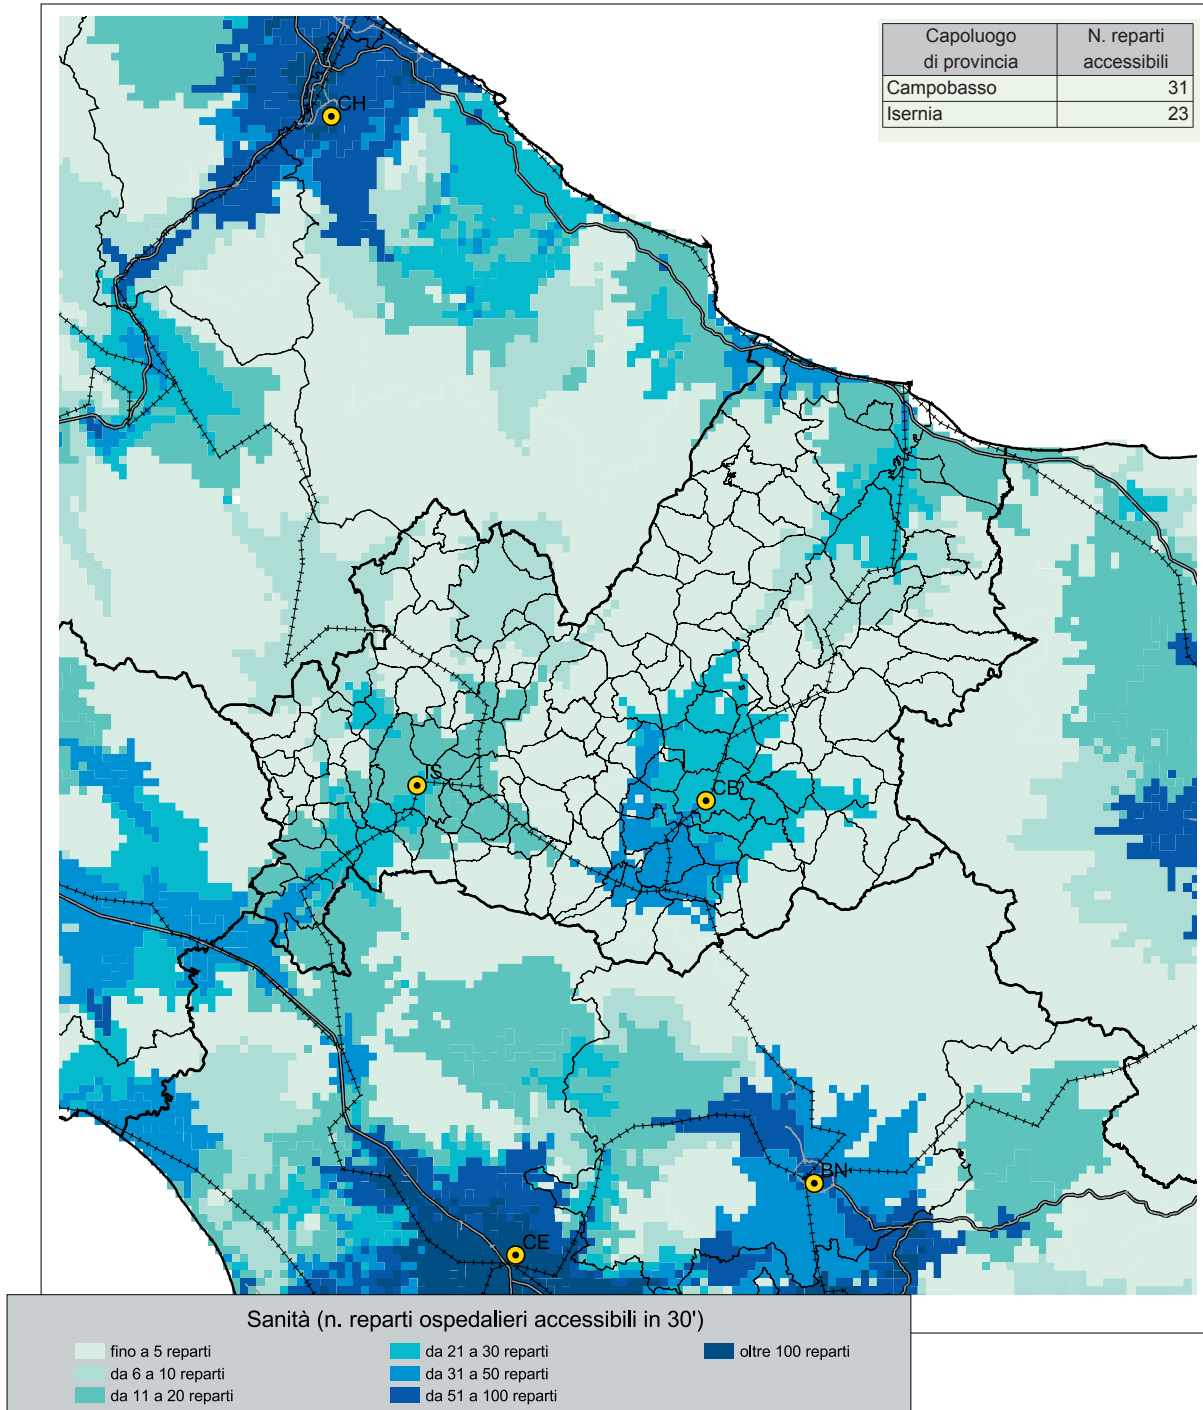 Capoluogo di provincia N. reparti accessibili
Campobasso 31
Isernia 23
CH
IS
CB
BN
CE
Sanità (n. reparti ospedalieri accessibili in 30')
fino a 5 reparti
da 6 a 10 reparti
da 11 a 20 reparti
da 21 a 30 reparti
da 31 a 50 reparti
da 51 a 100 reparti
oltre 100 reparti